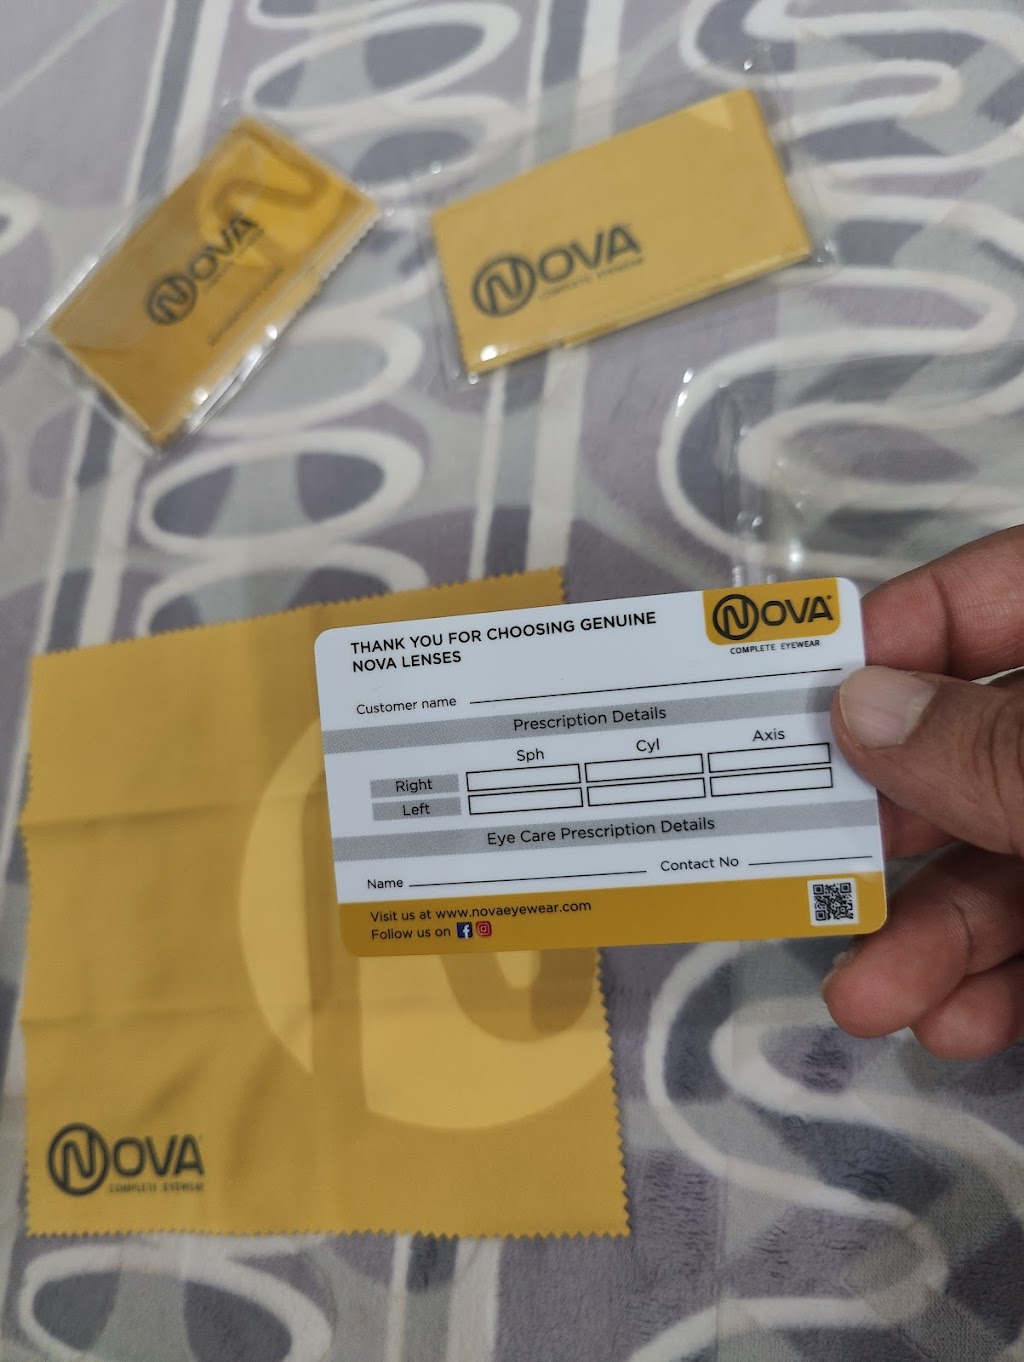 NOVA
COMPLETE EYEWEAR
NOVA
COMPLETE EYEWEAR
THANK YOU FOR CHOOSING GENUINE
NOVA LENSES
NOVA
COMPLETE EYEWEAR
Customer name
Prescription Details
Sph Cyl Axis
Right
Left
Eye Care Prescription Details
Name Contact No
Visit us at www.novaeyewear.com
Follow us on
NOVA
COMPLETE EYEWEAR